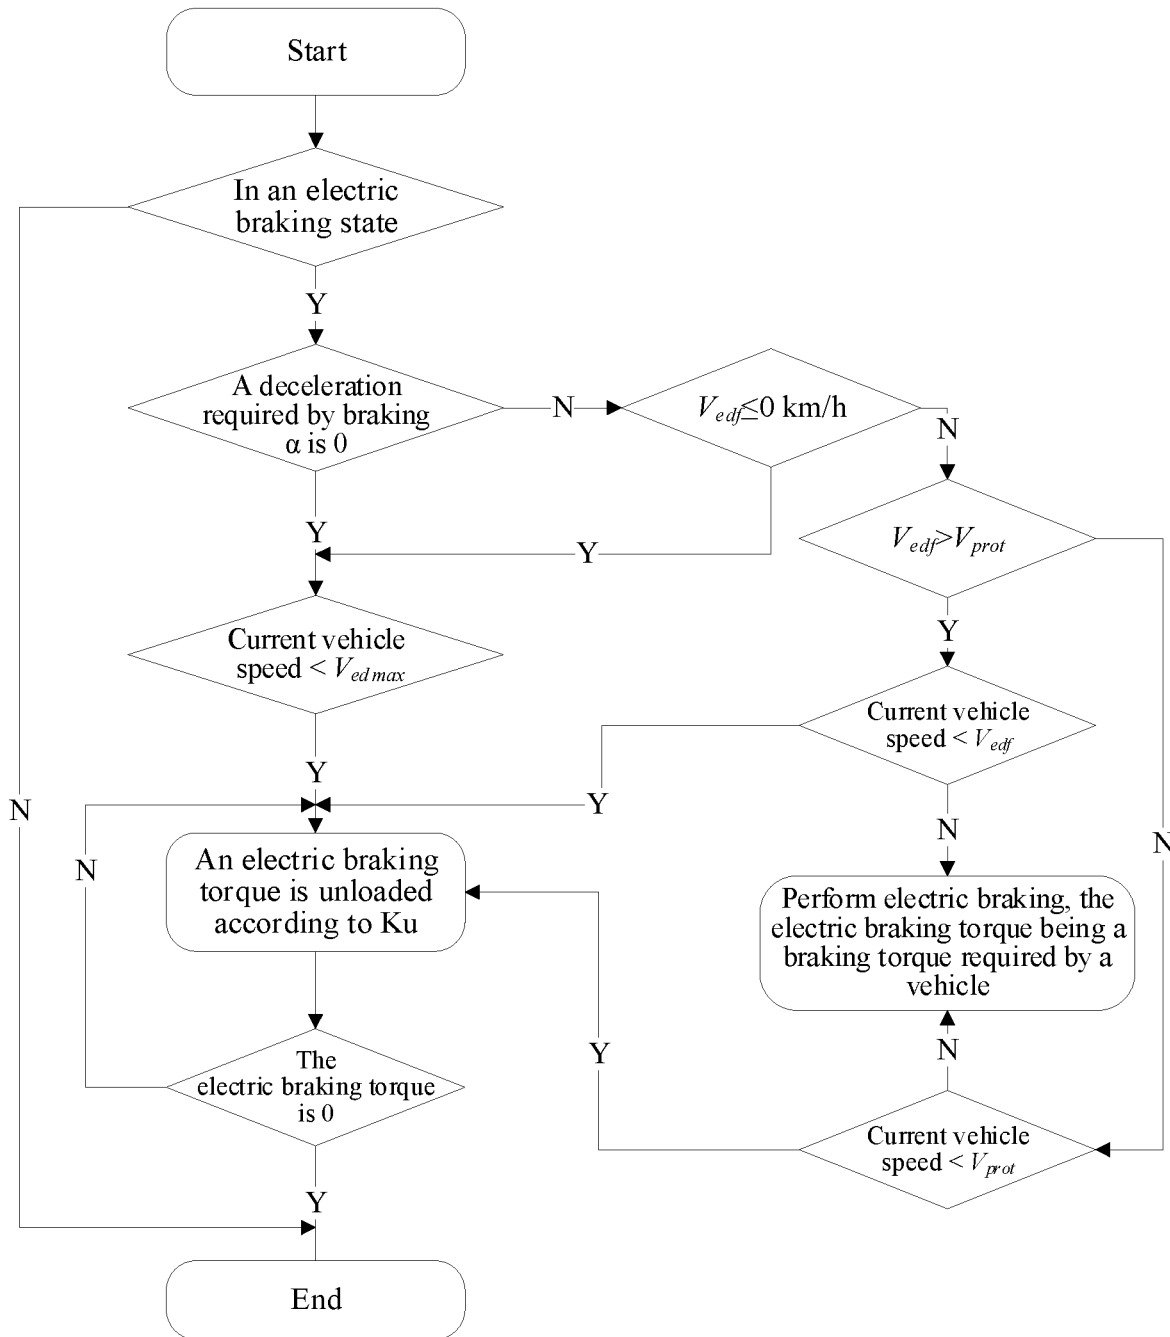 Start
In an electric
braking state
Y
A deceleration
required by braking
α is 0
N
V_edf≤0 km/h
N
Y
Y
V_edf>V_prot
Current vehicle
speed < V_ed max
Y
Current vehicle
speed < V_edf
Y
Y
N
N
N
N
An electric braking
torque is unloaded
according to Ku
Perform electric braking, the
electric braking torque being a
braking torque required by a
vehicle
Y
N
The
electric braking torque
is 0
Current vehicle
speed < V_prot
Y
End